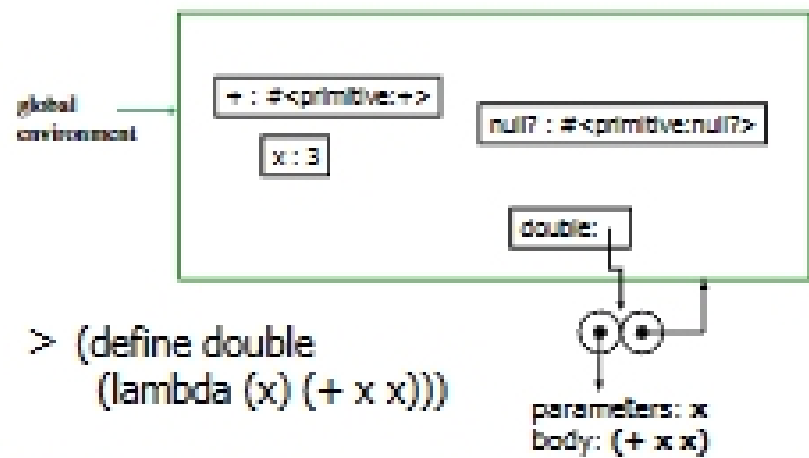 global
environment
+ : #<primitive:+>
x : 3
null? : #<primitive:null?>
double:
> (define double
(lambda (x) (+ x x)))
parameters: x
body: (+ x x)